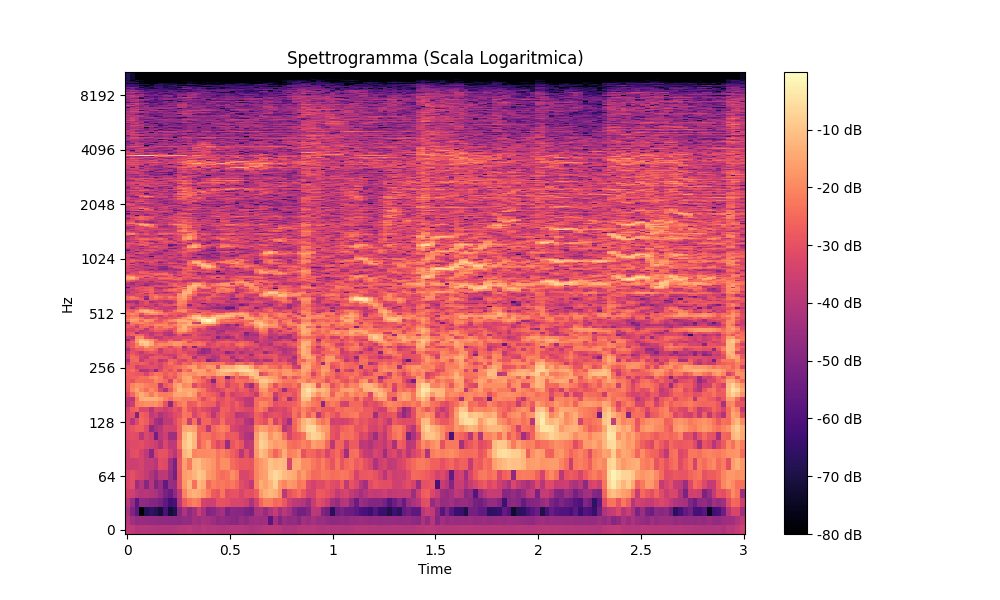 Spettrogramma (Scala Logaritmica)
8192
4096
2048
1024
512
256
128
64
0
Hz
0
0.5
1
1.5
2
2.5
3
Time
-10 dB
-20 dB
-30 dB
-40 dB
-50 dB
-60 dB
-70 dB
-80 dB